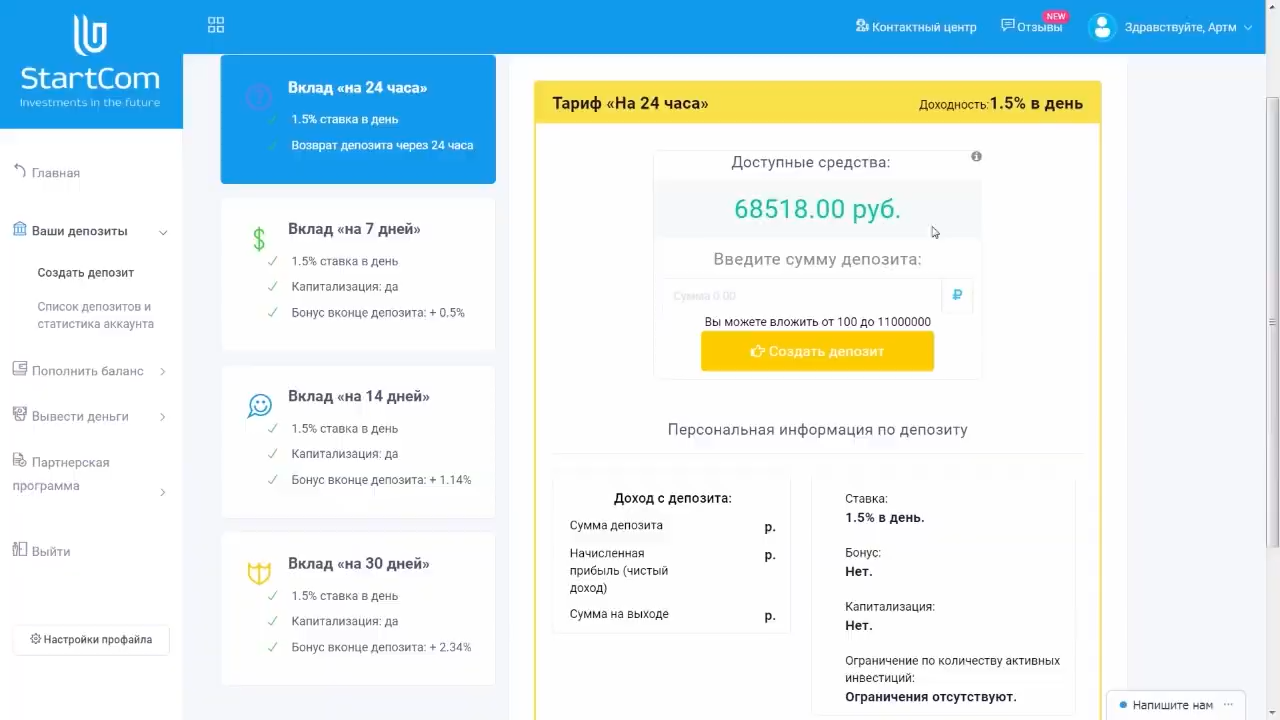 StartCom
Investments in the future
Контактный центр
Отзывы
NEW
Здравствуйте, Артм
Главная
Ваши депозиты
Создать депозит
Список депозитов и
статистика аккаунта
Пополнить баланс
Вывести деньги
Партнерская
программа
Выйти
Настройки профайла
Вклад «на 24 часа»
1.5% ставка в день
Возврат депозита через 24 часа
Вклад «на 7 дней»
1.5% ставка в день
Капитализация: да
Бонус вконце депозита: + 0.5%
Вклад «на 14 дней»
1.5% ставка в день
Капитализация: да
Бонус вконце депозита: + 1.14%
Вклад «на 30 дней»
1.5% ставка в день
Капитализация: да
Бонус вконце депозита: + 2.34%
Тариф «На 24 часа»
Доходность:1.5% в день
Доступные средства:
68518.00 руб.
Введите сумму депозита:
Сумма 0.00
₽
Вы можете вложить от 100 до 11000000
Создать депозит
Персональная информация по депозиту
Доход с депозита:
Сумма депозита р.
Начисленная р.
прибыль (чистый
доход)
Сумма на выходе р.
Ставка:
1.5% в день.
Бонус:
Нет.
Капитализация:
Нет.
Ограничение по количеству активных
инвестиций:
Ограничения отсутствуют.
Напишите нам